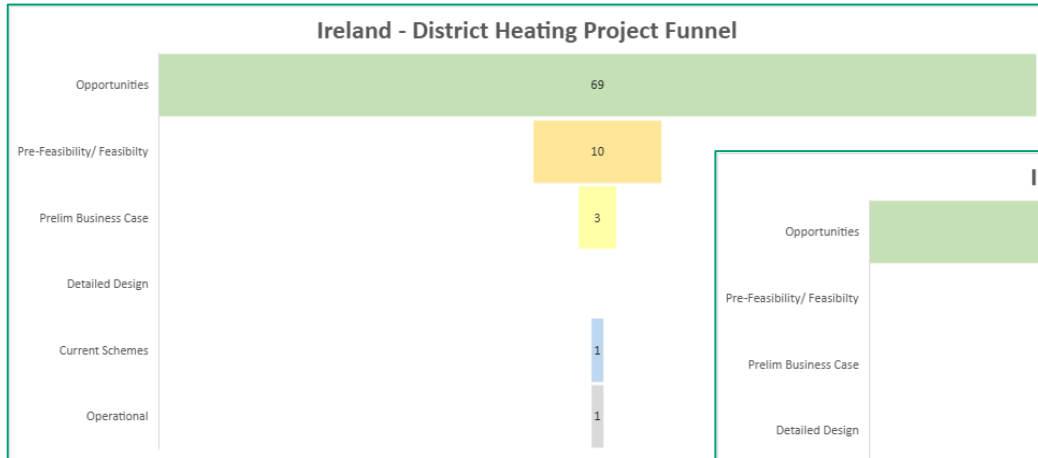 Ireland - District Heating Project Funnel
Opportunities
69
Pre-Feasibility/ Feasibilty
10
Prelim Business Case
3
Detailed Design
Current Schemes
1
Operational
1
Opportunities
Pre-Feasibility/ Feasibilty
Prelim Business Case
Detailed Design